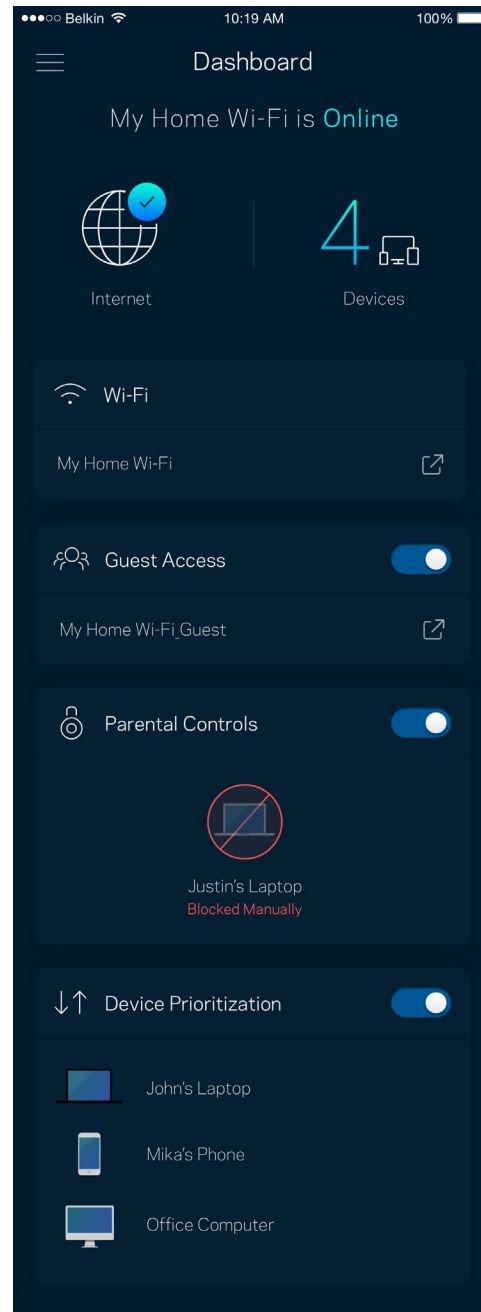 Belkin 10:19 AM 100%
Dashboard
My Home Wi-Fi is Online
4
Internet Devices
Wi-Fi
My Home Wi-Fi
Guest Access
My Home Wi-Fi_Guest
Parental Controls
Justin's Laptop
Blocked Manually
Device Prioritization
John's Laptop
Mika's Phone
Office Computer